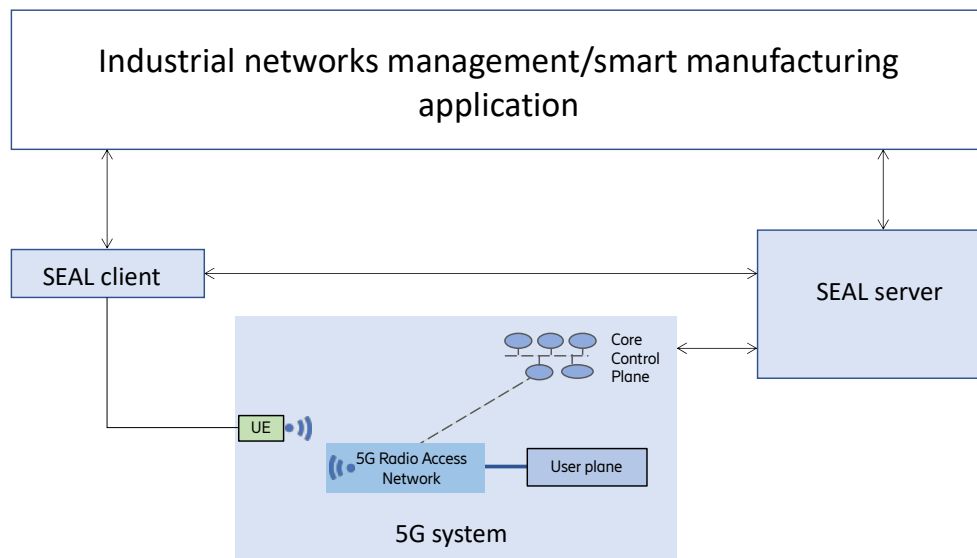 Industrial networks management/smart manufacturing
application
SEAL client
SEAL server
Core
Control
Plane
UE
5G Radio Access
Network
User plane
5G system